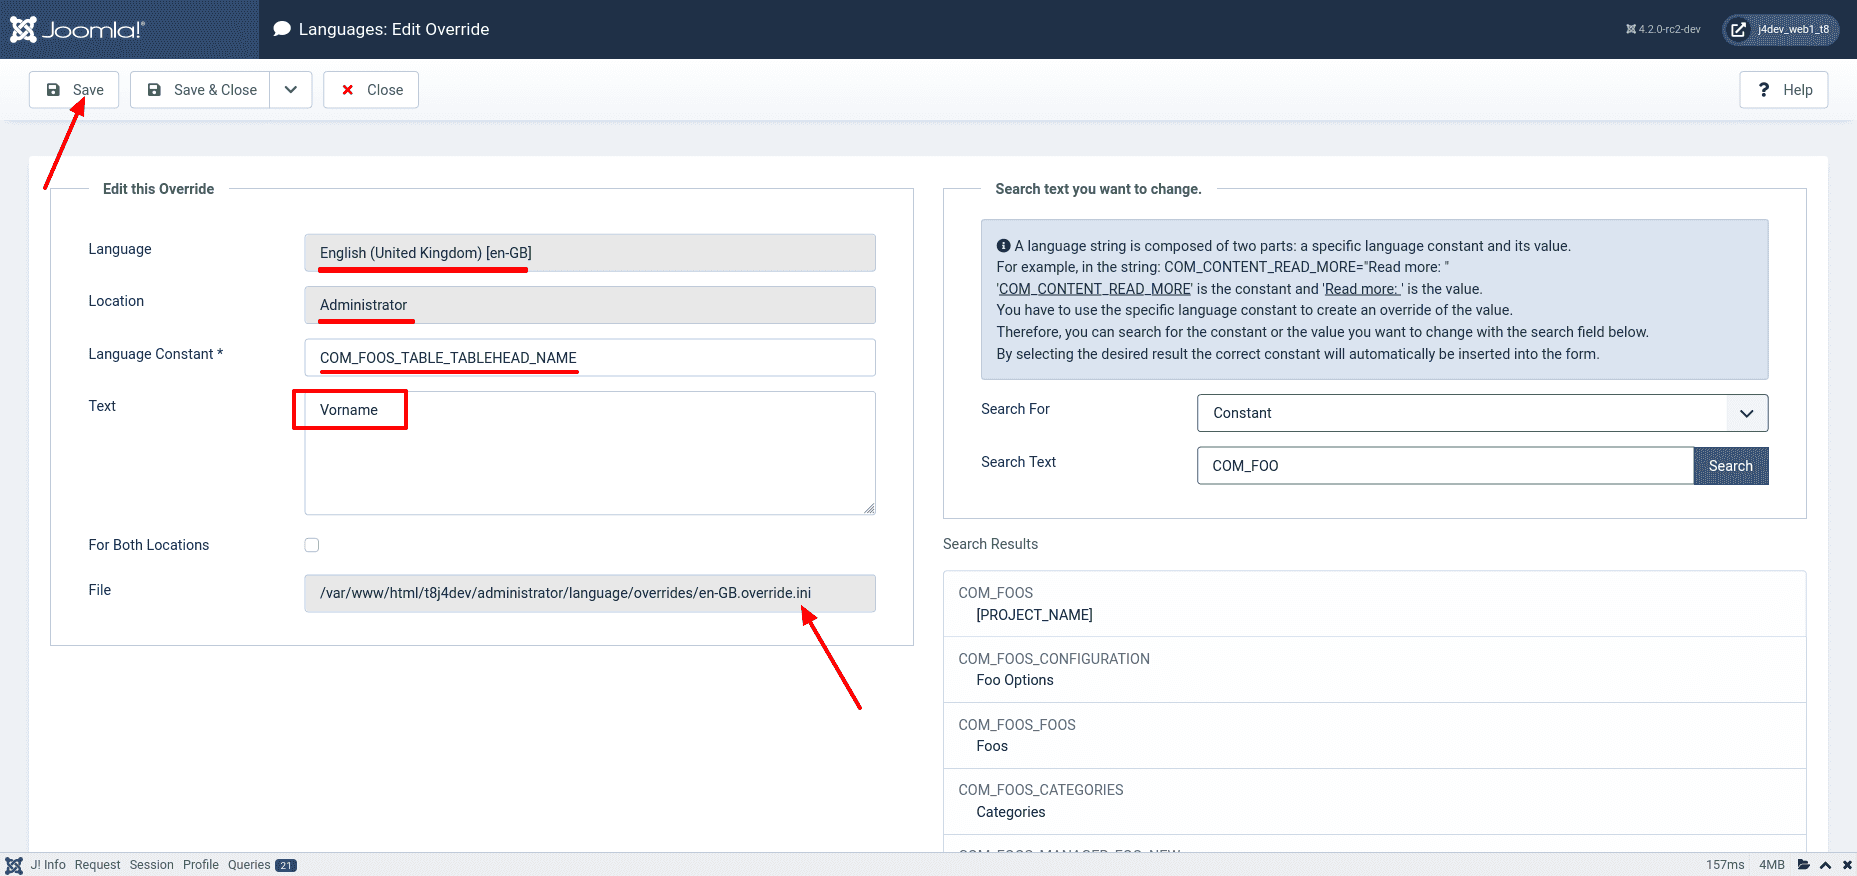 Joomla!®
Languages: Edit Override
4.2.0-rc2-dev
j4dev_web1_t8
Save
Save & Close
Close
? Help
Edit this Override
Language
English (United Kingdom) [en-GB]
Location
Administrator
Language Constant *
COM_FOOS_TABLE_TABLEHEAD_NAME
Text
Vorname
For Both Locations
File
/var/www/html/t8j4dev/administrator/language/overrides/en-GB.override.ini
Search text you want to change.
A language string is composed of two parts: a specific language constant and its value.
For example, in the string: COM_CONTENT_READ_MORE="Read more: "
'COM_CONTENT_READ_MORE' is the constant and 'Read more: ' is the value.
You have to use the specific language constant to create an override of the value.
Therefore, you can search for the constant or the value you want to change with the search field below.
By selecting the desired result the correct constant will automatically be inserted into the form.
Search For
Constant
Search Text
COM_FOO
Search
Search Results
COM_FOOS
[PROJECT_NAME]
COM_FOOS_CONFIGURATION
Foo Options
COM_FOOS_FOOS
Foos
COM_FOOS_CATEGORIES
Categories
J! Info Request Session Profile Queries 21
157ms 4MB